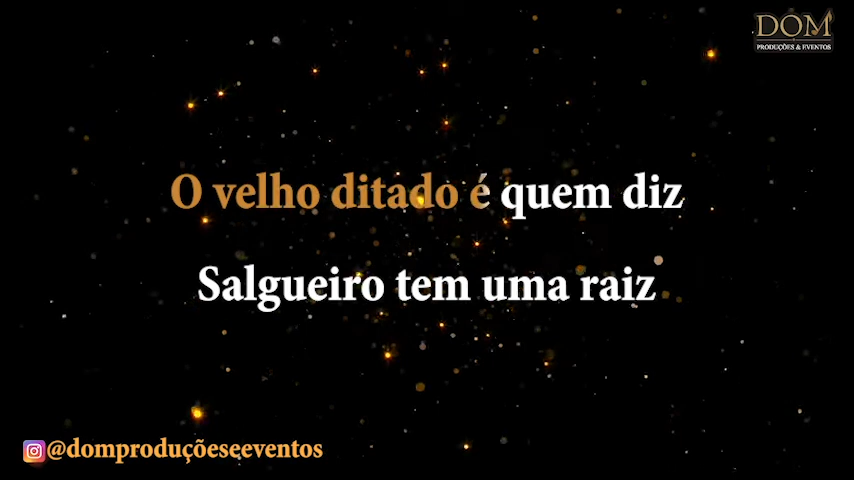 DOM
PRODUÇÕES & EVENTOS
O velho ditado é quem diz
Salgueiro tem uma raiz
@domproduçõeseeventos